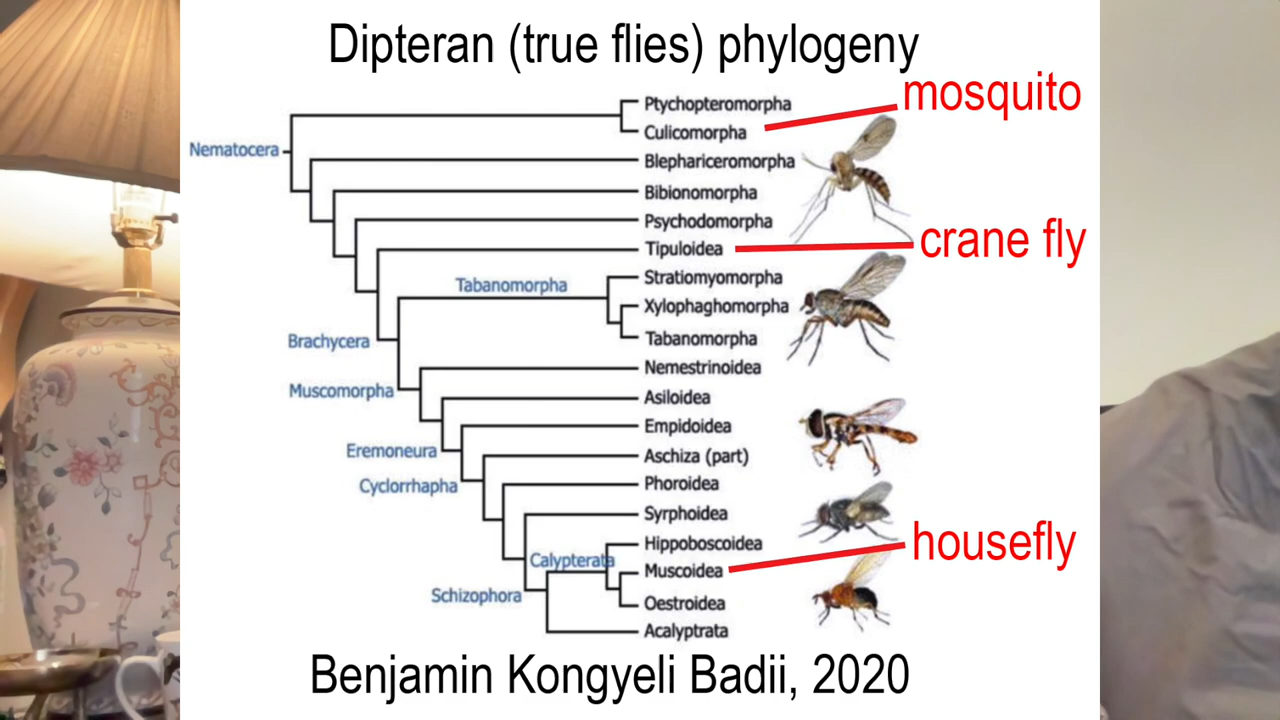 Dipteran (true flies) phylogeny
mosquito
Ptychopteromorpha
Culicomorpha
Nematocera
Blephariceromorpha
Bibionomorpha
Psychodomorpha
Tipuloidea
crane fly
Stratiomyomorpha
Tabanomorpha
Xylophaghomorpha
Tabanomorpha
Brachycera
Nemestrinoidea
Muscomorpha
Asiloidea
Empidoidea
Eremoneura
Aschiza (part)
Cyclorrhapha
Phoroidea
Syrphoidea
Hippoboscoidea
housefly
Calypterata
Muscoidea
Schizophora
Oestroidea
Acalyptrata
Benjamin Kongyeli Badii, 2020